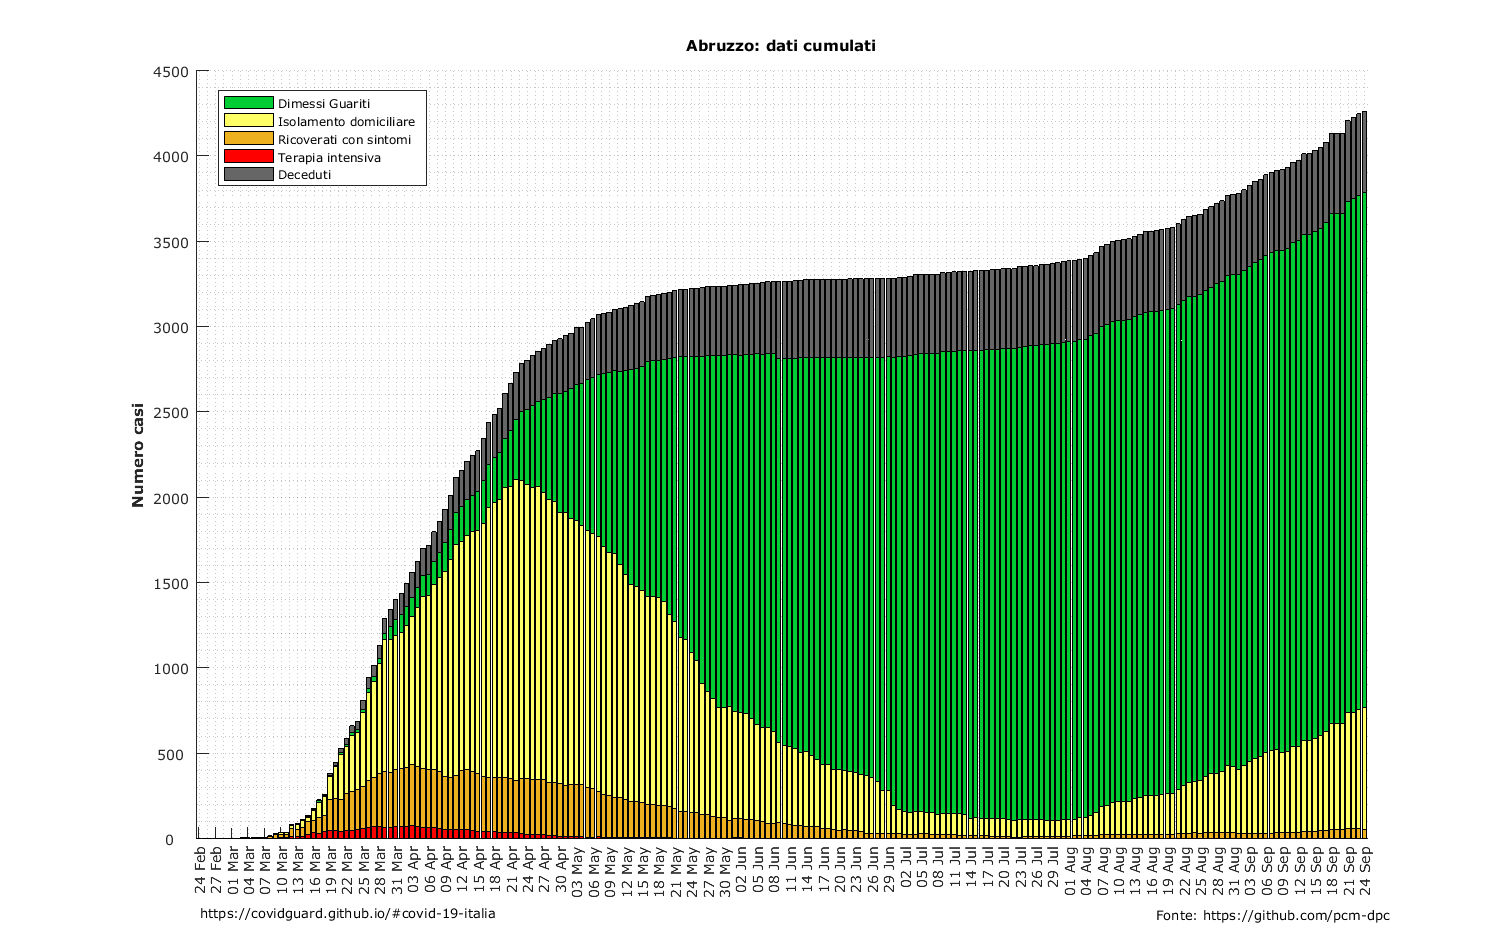 Abruzzo: dati cumulati
4500
4000
3500
3000
2500
2000
1500
1000
500
0
Numero casi
Dimessi Guariti
Isolamento domiciliare
Ricoverati con sintomi
Terapia intensiva
Deceduti
24 Feb
27 Feb
01 Mar
04 Mar
07 Mar
10 Mar
13 Mar
16 Mar
19 Mar
22 Mar
25 Mar
28 Mar
31 Mar
03 Apr
06 Apr
09 Apr
12 Apr
15 Apr
18 Apr
21 Apr
24 Apr
27 Apr
30 Apr
03 May
06 May
09 May
12 May
15 May
18 May
21 May
24 May
27 May
30 May
02 Jun
05 Jun
08 Jun
11 Jun
14 Jun
17 Jun
20 Jun
23 Jun
26 Jun
29 Jun
02 Jul
05 Jul
08 Jul
11 Jul
14 Jul
17 Jul
20 Jul
23 Jul
26 Jul
29 Jul
01 Aug
04 Aug
07 Aug
10 Aug
13 Aug
16 Aug
19 Aug
22 Aug
25 Aug
28 Aug
31 Aug
03 Sep
06 Sep
09 Sep
12 Sep
15 Sep
18 Sep
21 Sep
24 Sep
https://covidguard.github.io/#covid-19-italia
Fonte: https://github.com/pcm-dpc